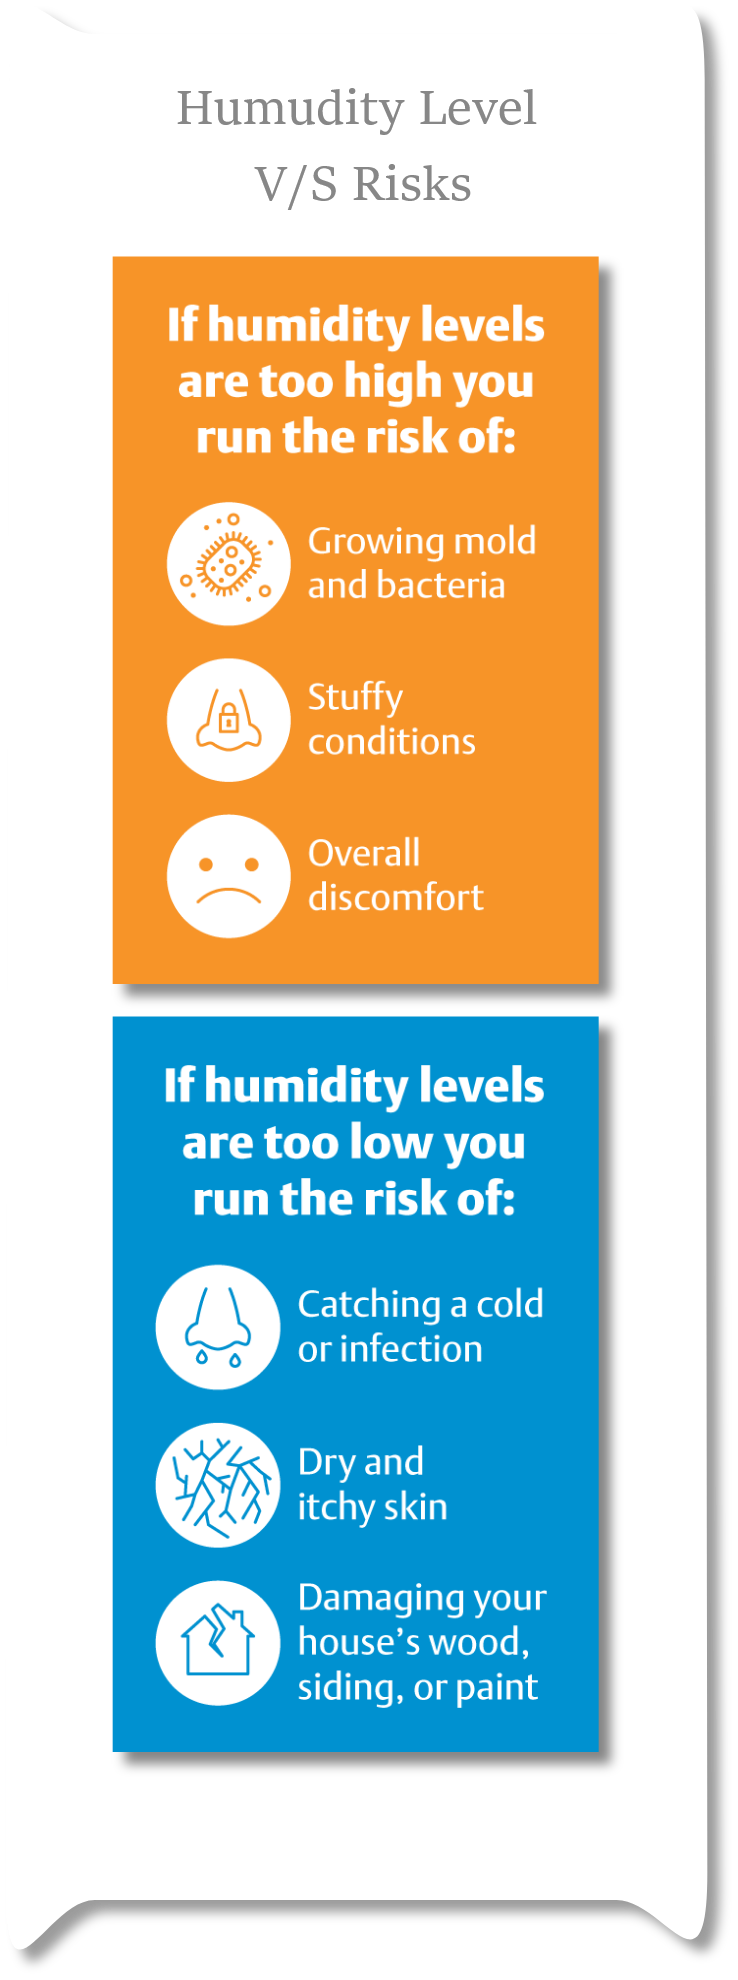 Humudity Level
V/S Risks
If humidity levels
are too high you
run the risk of:
Growing mold
and bacteria
Stuffy
conditions
Overall
discomfort
If humidity levels
are too low you
run the risk of:
Catching a cold
or infection
Dry and
itchy skin
Damaging your
house’s wood,
siding, or paint